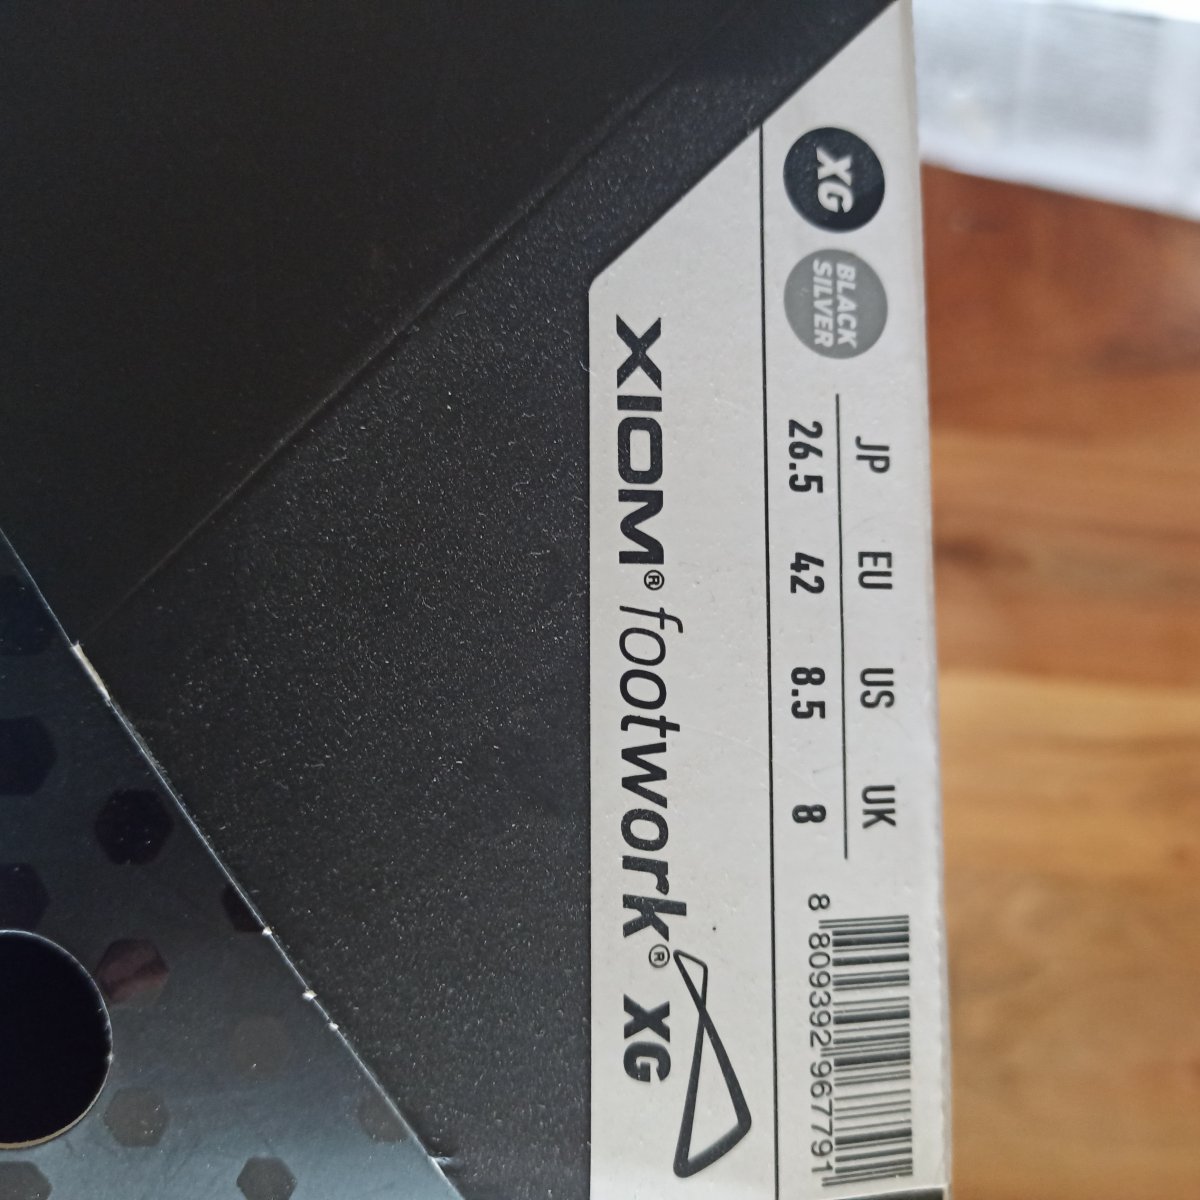 XG
BLACK
SILVER
JP EU US UK
26.5 42 8.5 8
8 809392 967791
XIOM® footwork® XG